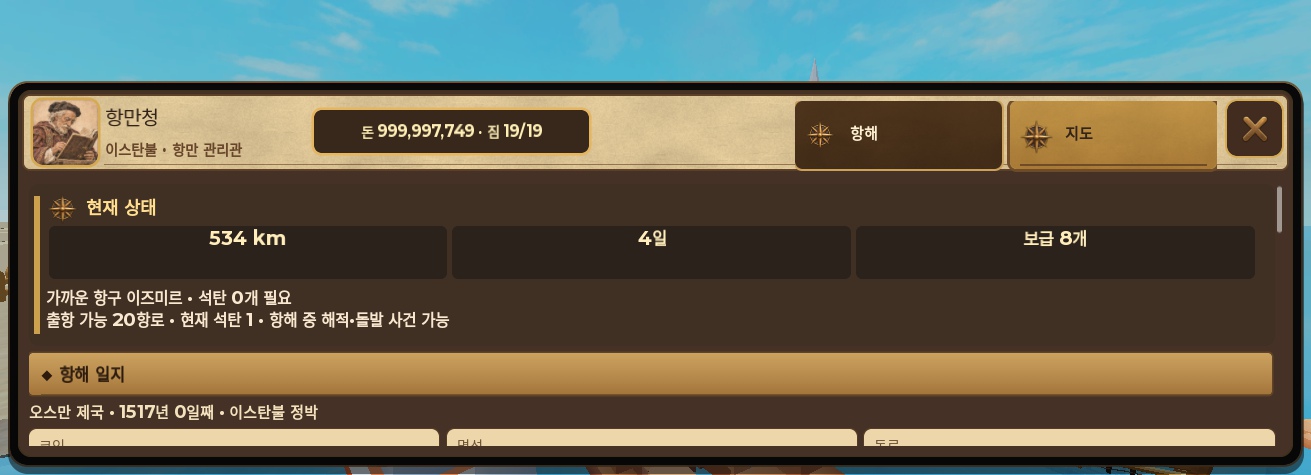 항만청
이스탄불 • 항만 관리관
돈 999,997,749 · 짐 19/19
항해
지도
현재 상태
534 km
4일
보급 8개
가까운 항구 이즈미르 • 석탄 0개 필요
출항 가능 20항로 • 현재 석탄 1 • 항해 중 해적•돌발 사건 가능
◆ 항해 일지
오스만 제국 • 1517년 0일째 • 이스탄불 정박